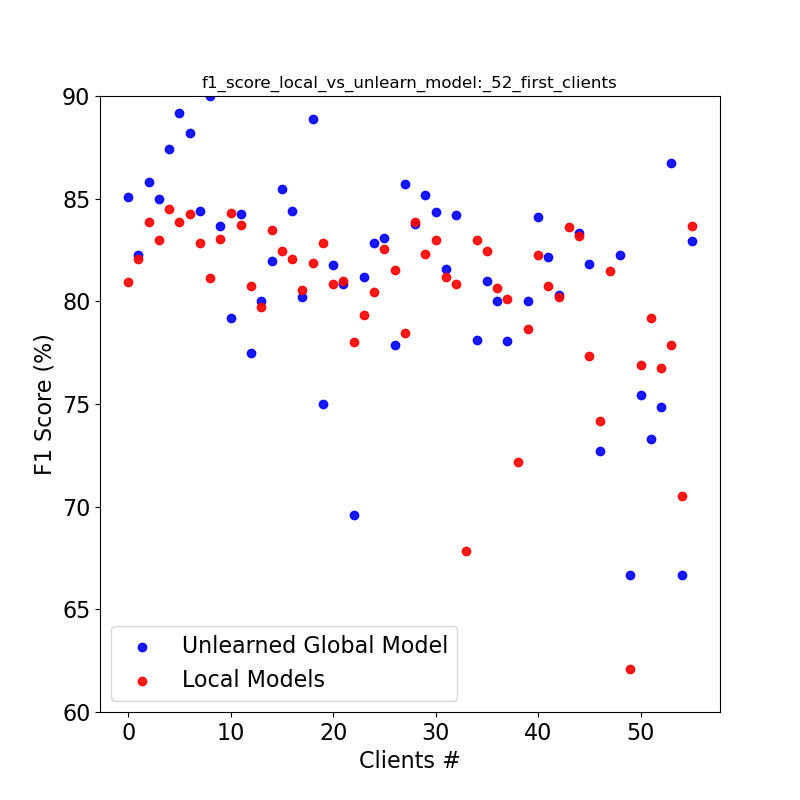 f1_score_local_vs_unlearn_model:_52_first_clients
90
85
80
75
70
65
60
F1 Score (%)
Unlearned Global Model
Local Models
0 10 20 30 40 50
Clients #